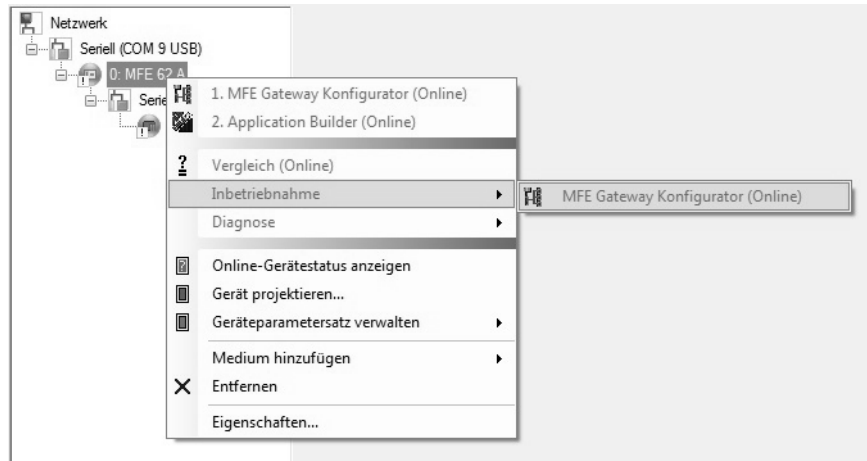 Netzwerk
Seriell (COM 9 USB)
0: MFE 62 A
Serie
1. MFE Gateway Konfigurator (Online)
2. Application Builder (Online)
Vergleich (Online)
Inbetriebnahme
MFE Gateway Konfigurator (Online)
Diagnose
Online-Gerätestatus anzeigen
Gerät projektieren...
Geräteparametersatz verwalten
Medium hinzufügen
Entfernen
Eigenschaften...